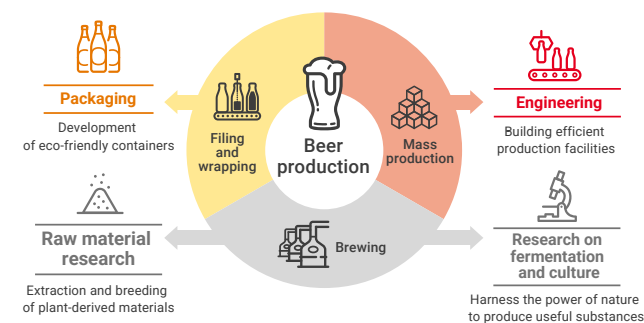 Packaging
Development
of eco-friendly containers
Filing
and
wrapping
Beer
production
Mass
production
Engineering
Building efficient
production facilities
Raw material
research
Extraction and breeding
of plant-derived materials
Brewing
Research on
fermentation
and culture
Harness the power of nature
to produce useful substances